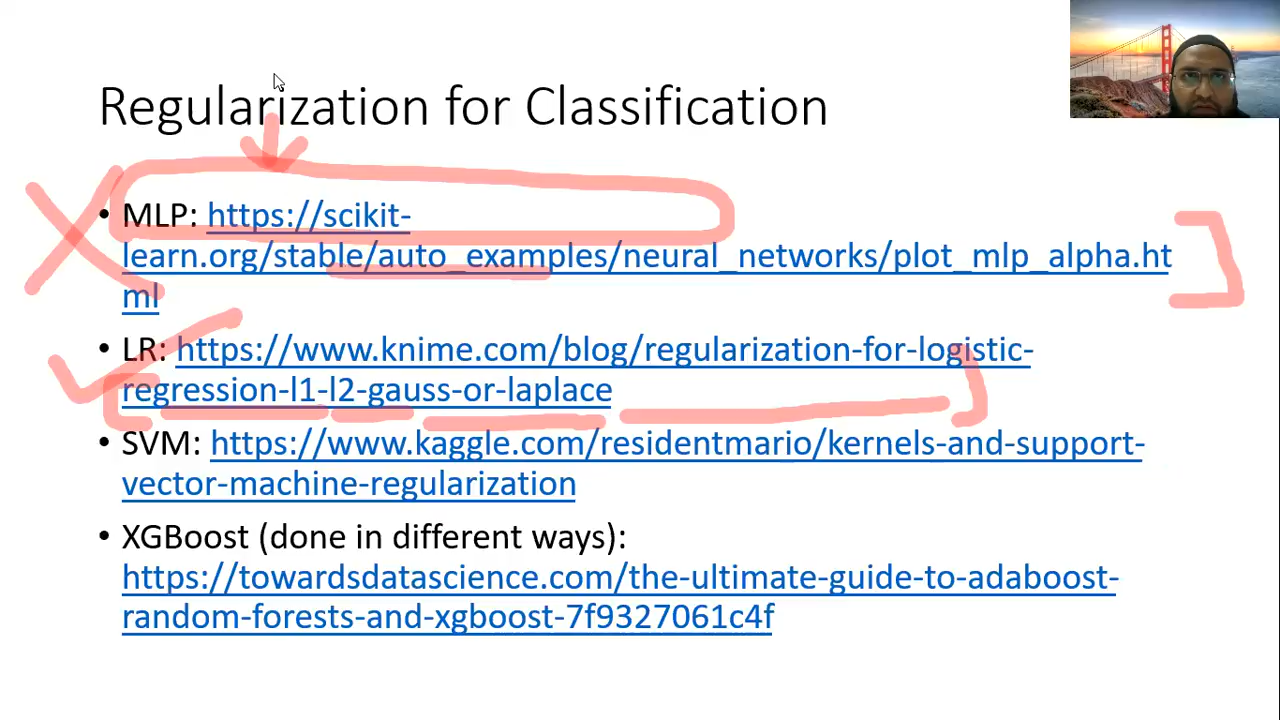 Regularization for Classification
• MLP: https://scikit-
learn.org/stable/auto_examples/neural_networks/plot_mlp_alpha.ht
ml
• LR: https://www.knime.com/blog/regularization-for-logistic-
regression-l1-l2-gauss-or-laplace
• SVM: https://www.kaggle.com/residentmario/kernels-and-support-
vector-machine-regularization
• XGBoost (done in different ways):
https://towardsdatascience.com/the-ultimate-guide-to-adaboost-
random-forests-and-xgboost-7f9327061c4f